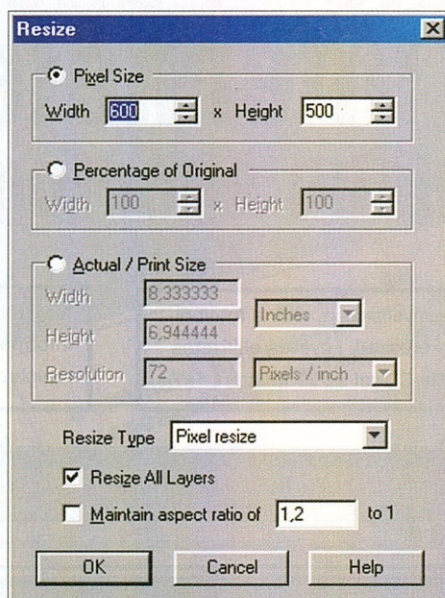 Resize
Pixel Size
Width 600 x Height 500
Percentage of Original
Width 100 x Height 100
Actual / Print Size
Width 8,333333
Inches
Height 6,944444
Resolution 72 Pixels / inch
Resize Type Pixel resize
Resize All Layers
Maintain aspect ratio of 1,2 to 1
OK Cancel Help